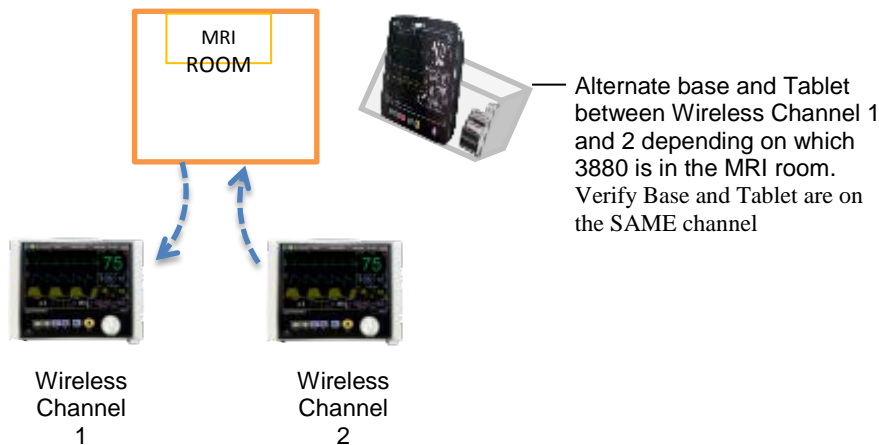 MRI
ROOM
Alternate base and Tablet
between Wireless Channel 1
and 2 depending on which
3880 is in the MRI room.
Verify Base and Tablet are on
the SAME channel
75
75
Wireless
Channel
1
Wireless
Channel
2